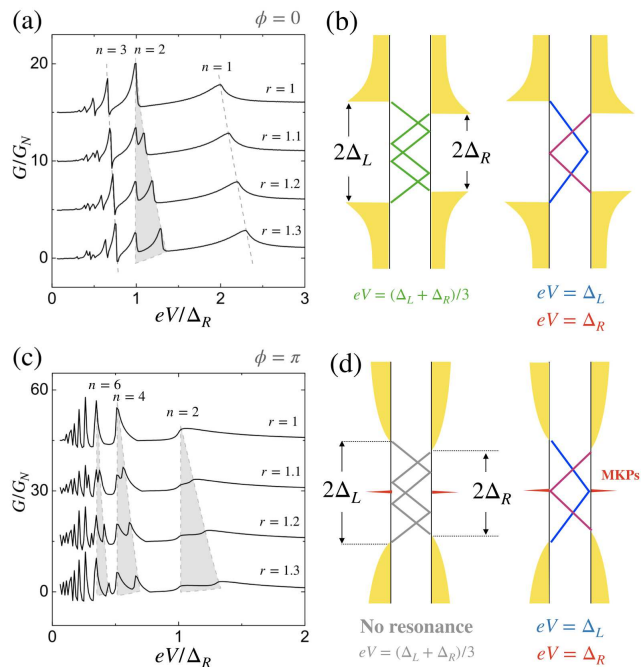 (a)
ϕ = 0
n = 3
n = 2
n = 1
r = 1
r = 1.1
r = 1.2
r = 1.3
20
10
0
G/G_N
0
1
2
3
eV/Δ_R
(b)
2Δ_L
2Δ_R
eV = (Δ_L + Δ_R)/3
eV = Δ_L
eV = Δ_R
(c)
ϕ = π
n = 6
n = 4
n = 2
r = 1
r = 1.1
r = 1.2
r = 1.3
60
30
0
G/G_N
0
1
2
eV/Δ_R
(d)
2Δ_L
2Δ_R
MKPs
No resonance
eV = (Δ_L + Δ_R)/3
eV = Δ_L
eV = Δ_R